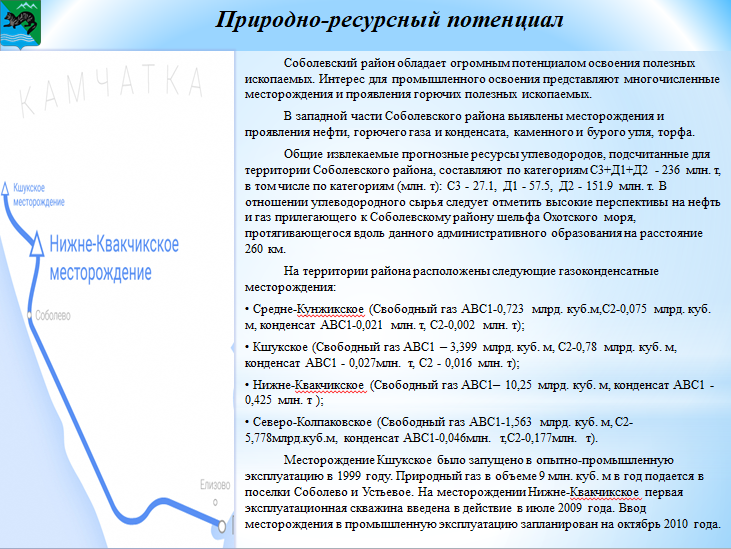 Природно-ресурсный потенциал
КАМЧАТКА
Кшукское
месторождение
Нижне-Квакчикское
месторождение
Соболево
Елизово
Соболевский район обладает огромным потенциалом освоения полезных
ископаемых. Интерес для промышленного освоения представляют многочисленные
месторождения и проявления горючих полезных ископаемых.
В западной части Соболевского района выявлены месторождения и
проявления нефти, горючего газа и конденсата, каменного и бурого угля, торфа.
Общие извлекаемые прогнозные ресурсы углеводородов, подсчитанные для
территории Соболевского района, составляют по категориям С3+Д1+Д2 - 236 млн. т,
в том числе по категориям (млн. т): С3 - 27.1, Д1 - 57.5, Д2 - 151.9 млн. т. В
отношении углеводородного сырья следует отметить высокие перспективы на нефть
и газ прилегающего к Соболевскому району шельфа Охотского моря,
протягивающегося вдоль данного административного образования на расстояние
260 км.
На территории района расположены следующие газоконденсатные
месторождения:
• Средне-Кунжикское (Свободный газ АВС1-0,723 млрд. куб.м,С2-0,075 млрд. куб.
м, конденсат АВС1-0,021 млн. т, С2-0,002 млн. т);
• Кшукское (Свободный газ АВС1 – 3,399 млрд. куб. м, С2-0,78 млрд. куб. м,
конденсат АВС1 - 0,027млн. т, С2 - 0,016 млн. т);
• Нижне-Квакчикское (Свободный газ АВС1– 10,25 млрд. куб. м, конденсат АВС1 -
0,425 млн. т );
• Северо-Колпаковское (Свободный газ АВС1-1,563 млрд. куб. м, С2-
5,778млрд.куб.м, конденсат АВС1-0,046млн. т,С2-0,177млн. т).
Месторождение Кшукское было запущено в опытно-промышленную
эксплуатацию в 1999 году. Природный газ в объеме 9 млн. куб. м в год подается в
поселки Соболево и Устьевое. На месторождении Нижне-Квакчикское первая
эксплуатационная скважина введена в действие в июле 2009 года. Ввод
месторождения в промышленную эксплуатацию запланирован на октябрь 2010 года.